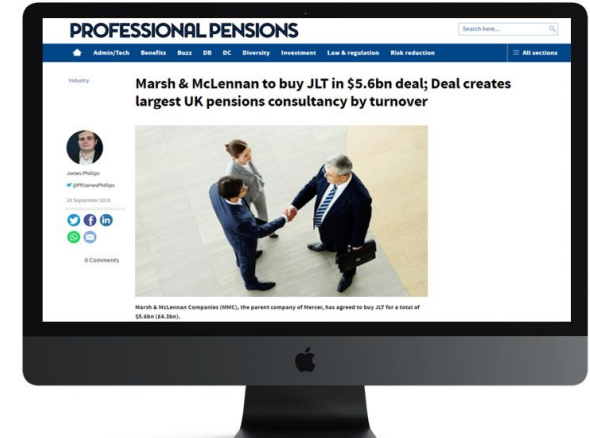 PROFESSIONAL PENSIONS
Search here...
Admin/Tech Benefits Buzz DB DC Diversity Investment Law & regulation Risk reduction All sections
Industry
Marsh & McLennan to buy JLT in $5.6bn deal; Deal creates
largest UK pensions consultancy by turnover
James Phillips
@PPJamesPhillips
18 September 2018
0 Comments
Marsh & McLennan Companies (MMC), the parent company of Mercer, has agreed to buy JLT for a total of
$5.6bn (£4.3bn).